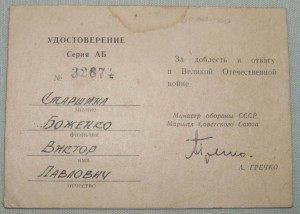 УДОСТОВЕРЕНИЕ
Серия АБ
№ 32674
Старшина
звание
Боженко
фамилия
Виктор
имя
Павлович
отчество
За доблесть и отвагу
в Великой Отечественной
войне.
Министр обороны СССР
Маршал Советского Союза
Гречко
А. ГРЕЧКО